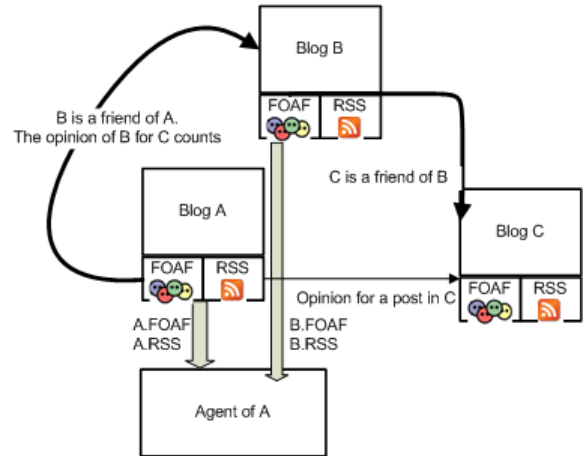 Blog B
FOAF
RSS
B is a friend of A.
The opinion of B for C counts
C is a friend of B
Blog A
FOAF
RSS
Blog C
FOAF
RSS
Opinion for a post in C
A.FOAF
A.RSS
B.FOAF
B.RSS
Agent of A